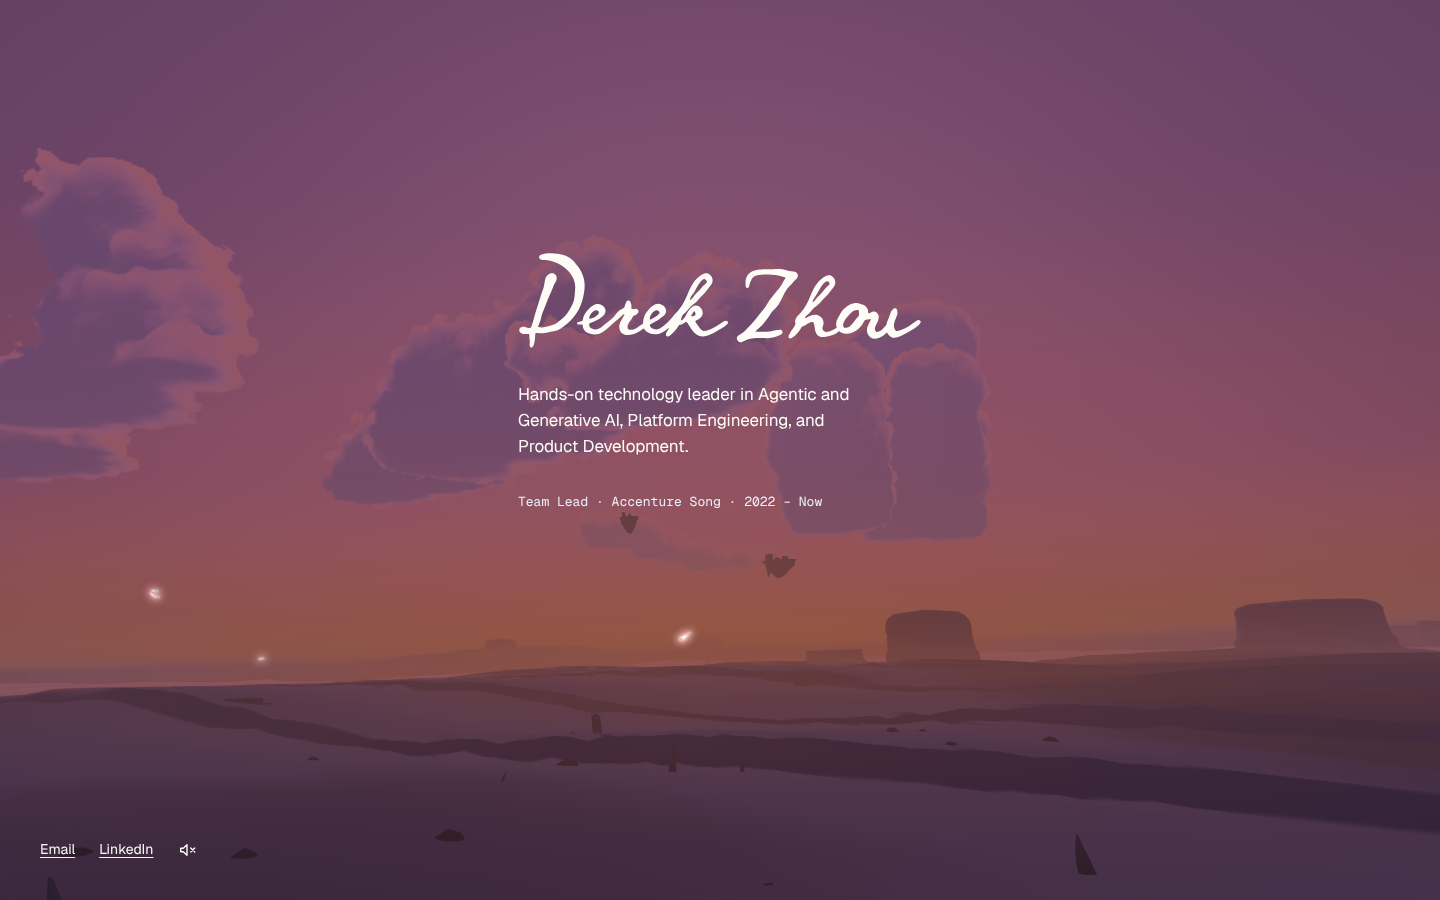 Derek Zhou
Hands-on technology leader in Agentic and
Generative AI, Platform Engineering, and
Product Development.
Team Lead · Accenture Song · 2022 – Now
Email LinkedIn